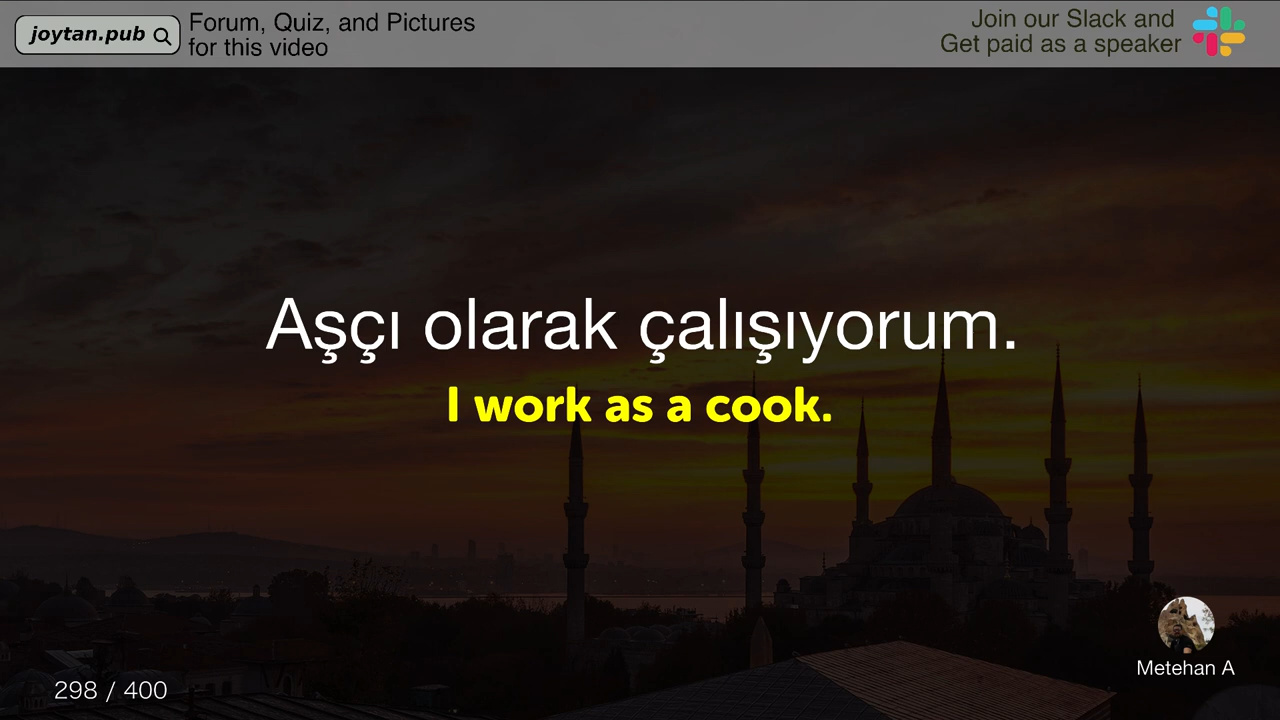 joytan.pub
Forum, Quiz, and Pictures
for this video
Join our Slack and
Get paid as a speaker
Aşçı olarak çalışıyorum.
I work as a cook.
Metehan A
298 / 400